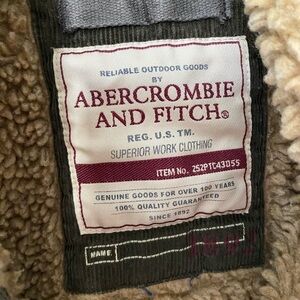 RELIABLE OUTDOOR GOODS
BY
ABERCROMBIE
AND FITCH®
REG. U.S. TM.
SUPERIOR WORK CLOTHING
ITEM No. 252PTC43D55
GENUINE GOODS FOR OVER 100 YEARS
100% QUALITY GUARANTEED
SINCE 1892
NAME: